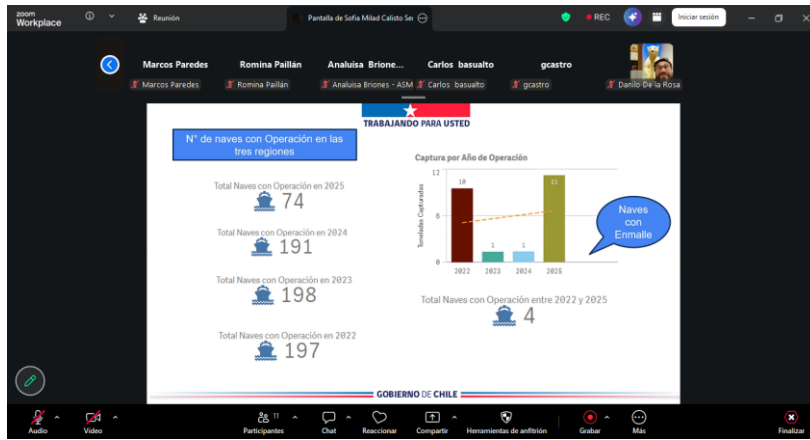 zoom
Workplace
Reunión
Pantalla de Sofia Milad Calisto Se
REC
Iniciar sesión
Marcos Paredes
Romina Paillán
Analuisa Brione...
Carlos basualto
gcastro
Marcos Paredes
Romina Paillán
Analuisa Briones - ASM
Carlos basualto
gcastro
Danilo De la Rosa
TRABAJANDO PARA USTED
N° de naves con Operación en las
tres regiones
Total Naves con Operación en 2025
74
Total Naves con Operación en 2024
191
Total Naves con Operación en 2023
198
Total Naves con Operación en 2022
197
Captura por Año de Operación
Toneladas Capturadas
12
6
0
10
1
1
11
2022
2023
2024
2025
Naves
con
Enmalle
Total Naves con Operación entre 2022 y 2025
4
GOBIERNO DE CHILE
Audio
Vídeo
11
Participantes
Chat
Reaccionar
Compartir
Herramientas de anfitrión
Grabar
Más
Finalizar